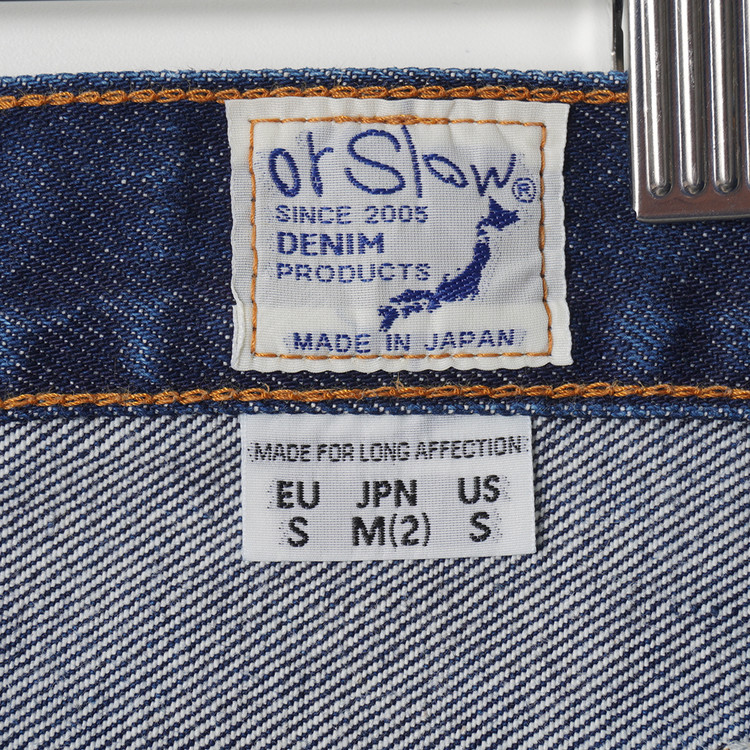 orSlow®
SINCE 2005
DENIM
PRODUCTS
MADE IN JAPAN
MADE FOR LONG AFFECTION
EU JPN US
S M(2) S